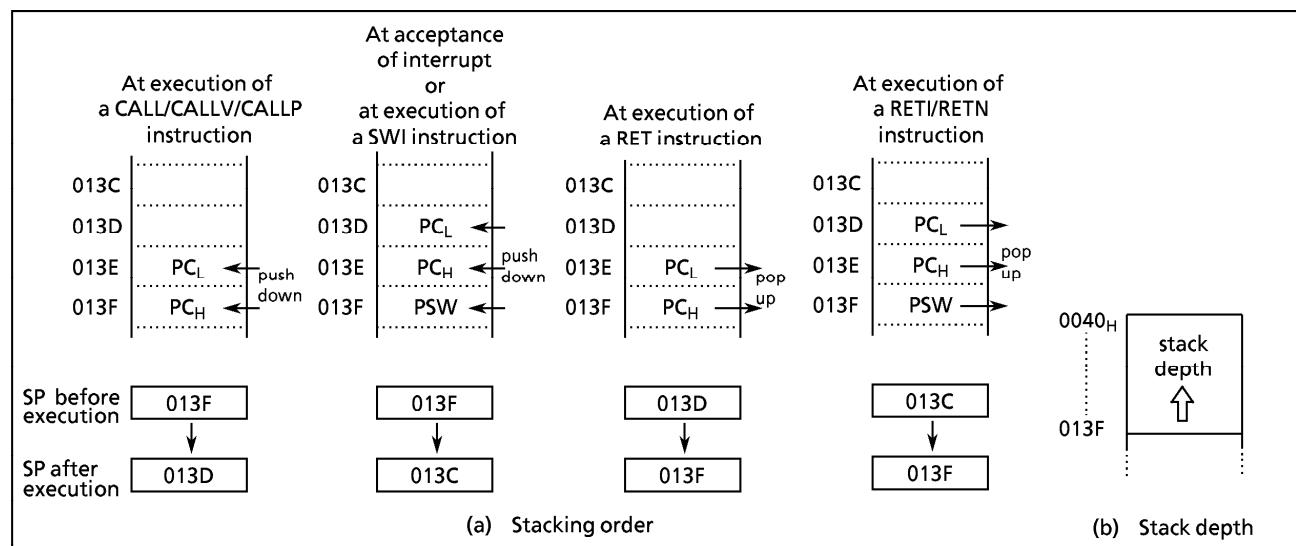 At execution of
a CALL/CALLV/CALLP
instruction
013C
013D
013E PCL push
013F PCH down
At acceptance
of interrupt
or
at execution of
a SWI instruction
013C
013D PCL
013E PCH push
013F PSW down
At execution of
a RET instruction
013C
013D
013E PCL pop
013F PCH up
At execution of
a RETI/RETN
instruction
013C
013D PCL
013E PCH pop
013F PSW up
SP before
execution
013F 013F 013D 013C
SP after
execution
013D 013C 013F 013F
(a) Stacking order
0040H
stack
depth
013F
(b) Stack depth